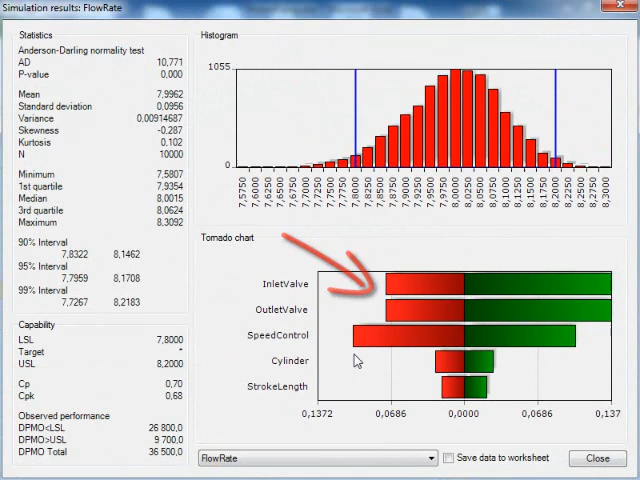 Simulation results: FlowRate
Statistics
Anderson-Darling normality test
AD 10,771
P-value 0,000
Mean 7,9962
Standard deviation 0,0956
Variance 0,00914687
Skewness -0,287
Kurtosis 0,102
N 10000
Minimum 7,5807
1st quartile 7,9354
Median 8,0015
3rd quartile 8,0624
Maximum 8,3092
90% Interval
7,8322 8,1462
95% Interval
7,7959 8,1708
99% Interval
7,7267 8,2183
Capability
LSL 7,8000
Target *
USL 8,2000
Cp 0,70
Cpk 0,68
Observed performance
DPMO<LSL 26 800,0
DPMO>USL 9 700,0
DPMO Total 36 500,0
Histogram
1055
0
7,5750 7,6000 7,6250 7,6500 7,6750 7,7000 7,7250 7,7500 7,7750 7,8000 7,8250 7,8500 7,8750 7,9000 7,9250 7,9500 7,9750 8,0000 8,0250 8,0500 8,0750 8,1000 8,1250 8,1500 8,1750 8,2000 8,2250 8,2500 8,2750 8,3000
Tornado chart
InletValve
OutletValve
SpeedControl
Cylinder
StrokeLength
0,1372 0,0686 0,0000 0,0686 0,137
FlowRate
Save data to worksheet
Close